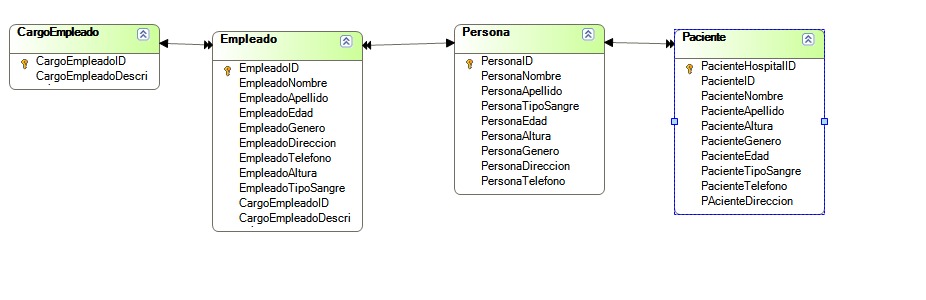 CargoEmpleado
CargoEmpleadoID
CargoEmpleadoDescri
Empleado
EmpleadoID
EmpleadoNombre
EmpleadoApellido
EmpleadoEdad
EmpleadoGenero
EmpleadoDireccion
EmpleadoTelefono
EmpleadoAltura
EmpleadoTipoSangre
CargoEmpleadoID
CargoEmpleadoDescri
Persona
PersonaID
PersonaNombre
PersonaApellido
PersonaTipoSangre
PersonaEdad
PersonaAltura
PersonaGenero
PersonaDireccion
PersonaTelefono
Paciente
PacienteHospitalID
PacienteID
PacienteNombre
PacienteApellido
PacienteAltura
PacienteGenero
PacienteEdad
PacienteTipoSangre
PacienteTelefono
PAcienteDireccion